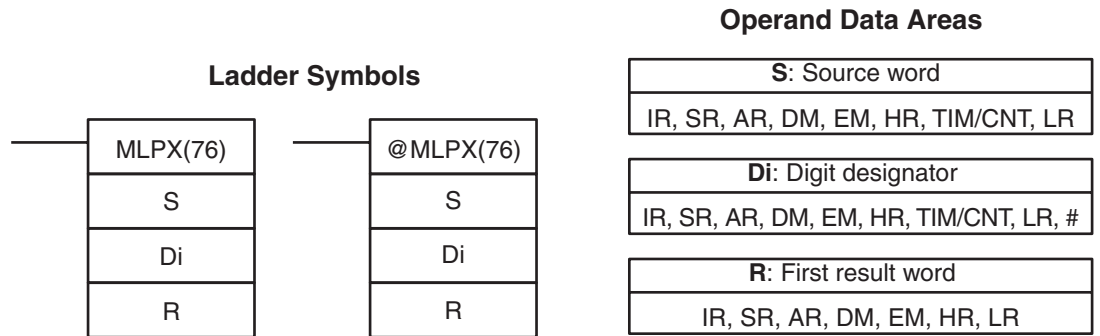 Ladder Symbols
MLPX(76)
S
Di
R
@MLPX(76)
S
Di
R
Operand Data Areas
S: Source word
IR, SR, AR, DM, EM, HR, TIM/CNT, LR
Di: Digit designator
IR, SR, AR, DM, EM, HR, TIM/CNT, LR, #
R: First result word
IR, SR, AR, DM, EM, HR, LR